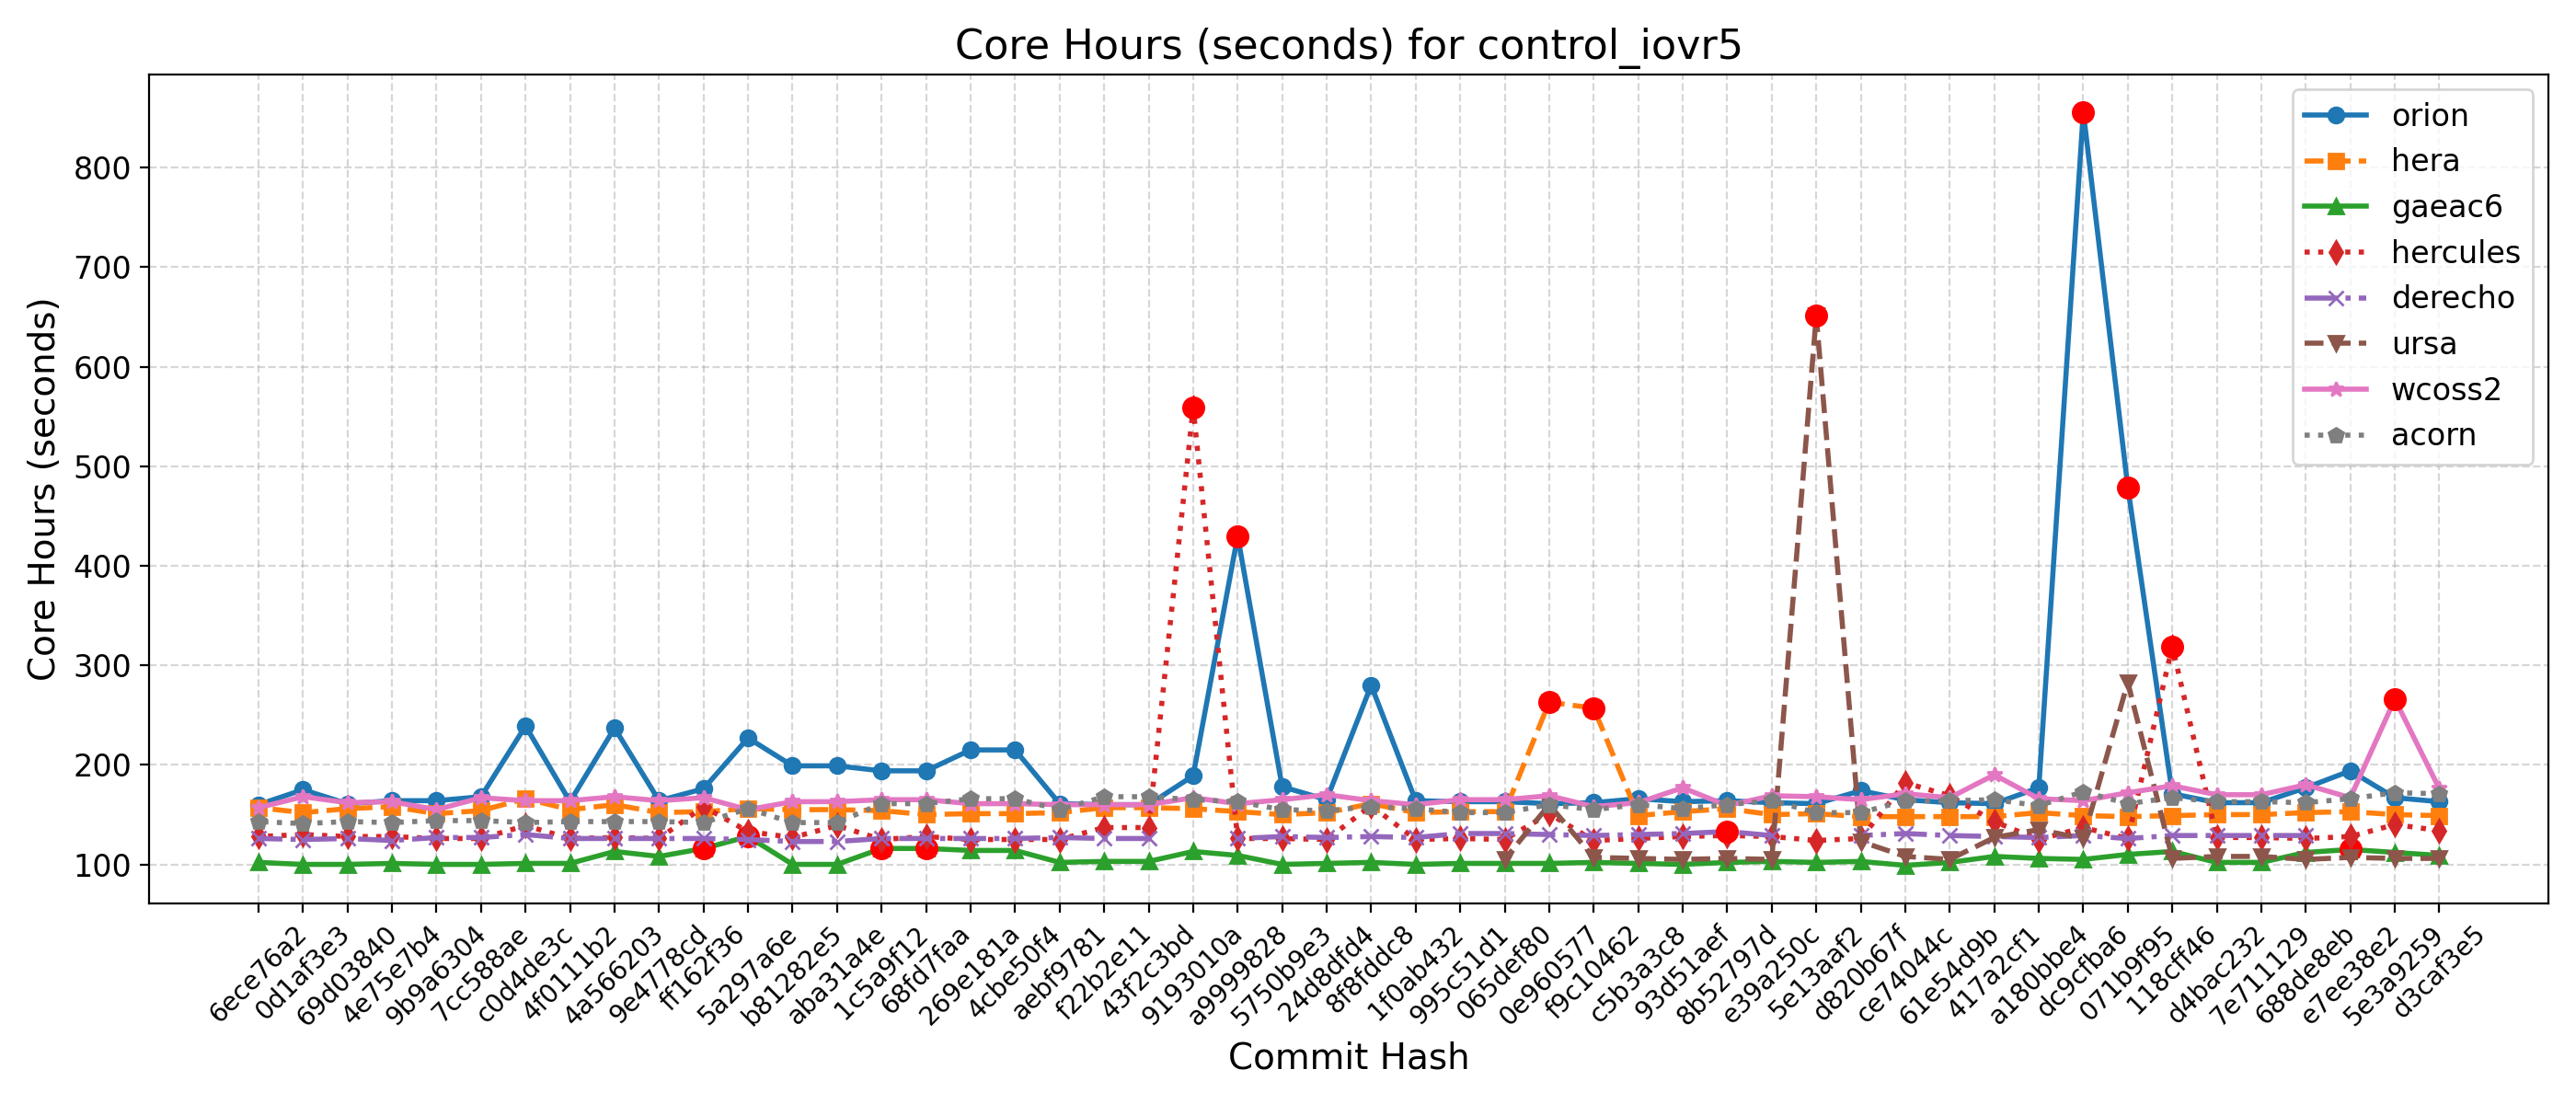 Core Hours (seconds) for control_iovr5
Core Hours (seconds)
800
700
600
500
400
300
200
100
orion
hera
gaeac6
hercules
derecho
ursa
wcoss2
acorn
6ece76a2
0d1af3e3
69d03840
4e75e7b4
9b9a6304
7cc588ae
c0d4de3c
4f0111b2
4a566203
9e4778cd
ff162f36
5a297a6e
b81282e5
aba31a4e
1c5a9f12
68fd7faa
269e181a
4cbe50f4
aebf9781
f22b2e11
43f2c3bd
9193010a
a9999828
5750b9e3
24d8dfd4
8f8fddc8
1f0ab432
995c51d1
065def80
0e960577
f9c10462
c5b3a3c8
93d51aef
8b52797d
e39a250c
5e13aaf2
d820b67f
ce74044c
61e54d9b
417a2cf1
a180bbe4
dc9cfba6
071b9f95
118cff46
d4bac232
7e711129
688de8eb
e7ee38e2
5e3a9259
d3caf3e5
Commit Hash